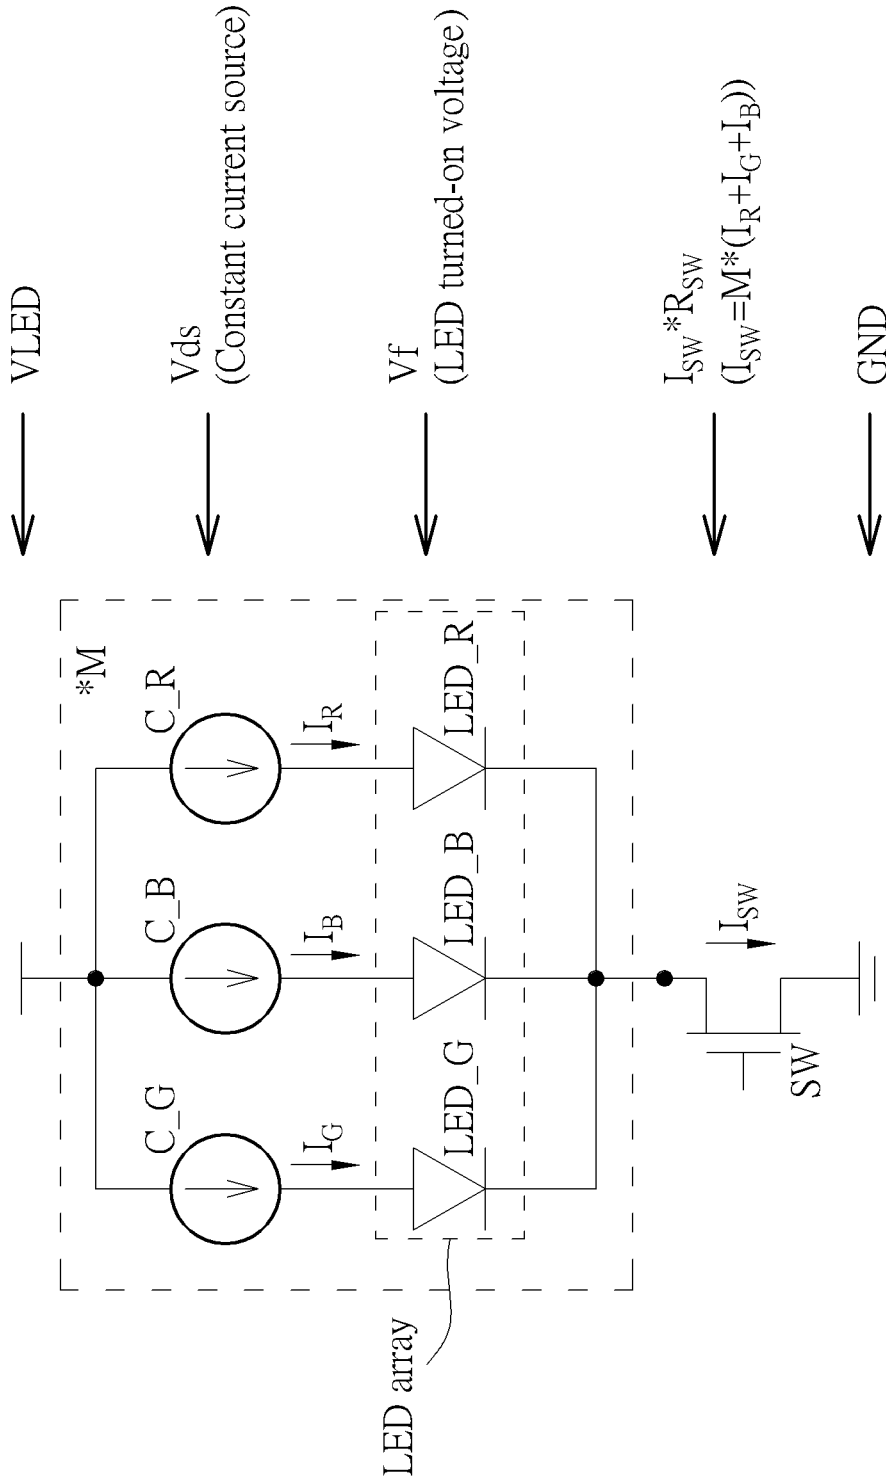 VLED
Vds
(Constant current source)
Vf
(LED turned-on voltage)
I_SW*R_SW
(I_SW=M*(I_R+I_G+I_B))
GND
*M
C_G
C_B
C_R
I_G
I_B
I_R
LED_G
LED_B
LED_R
LED array
I_SW
SW